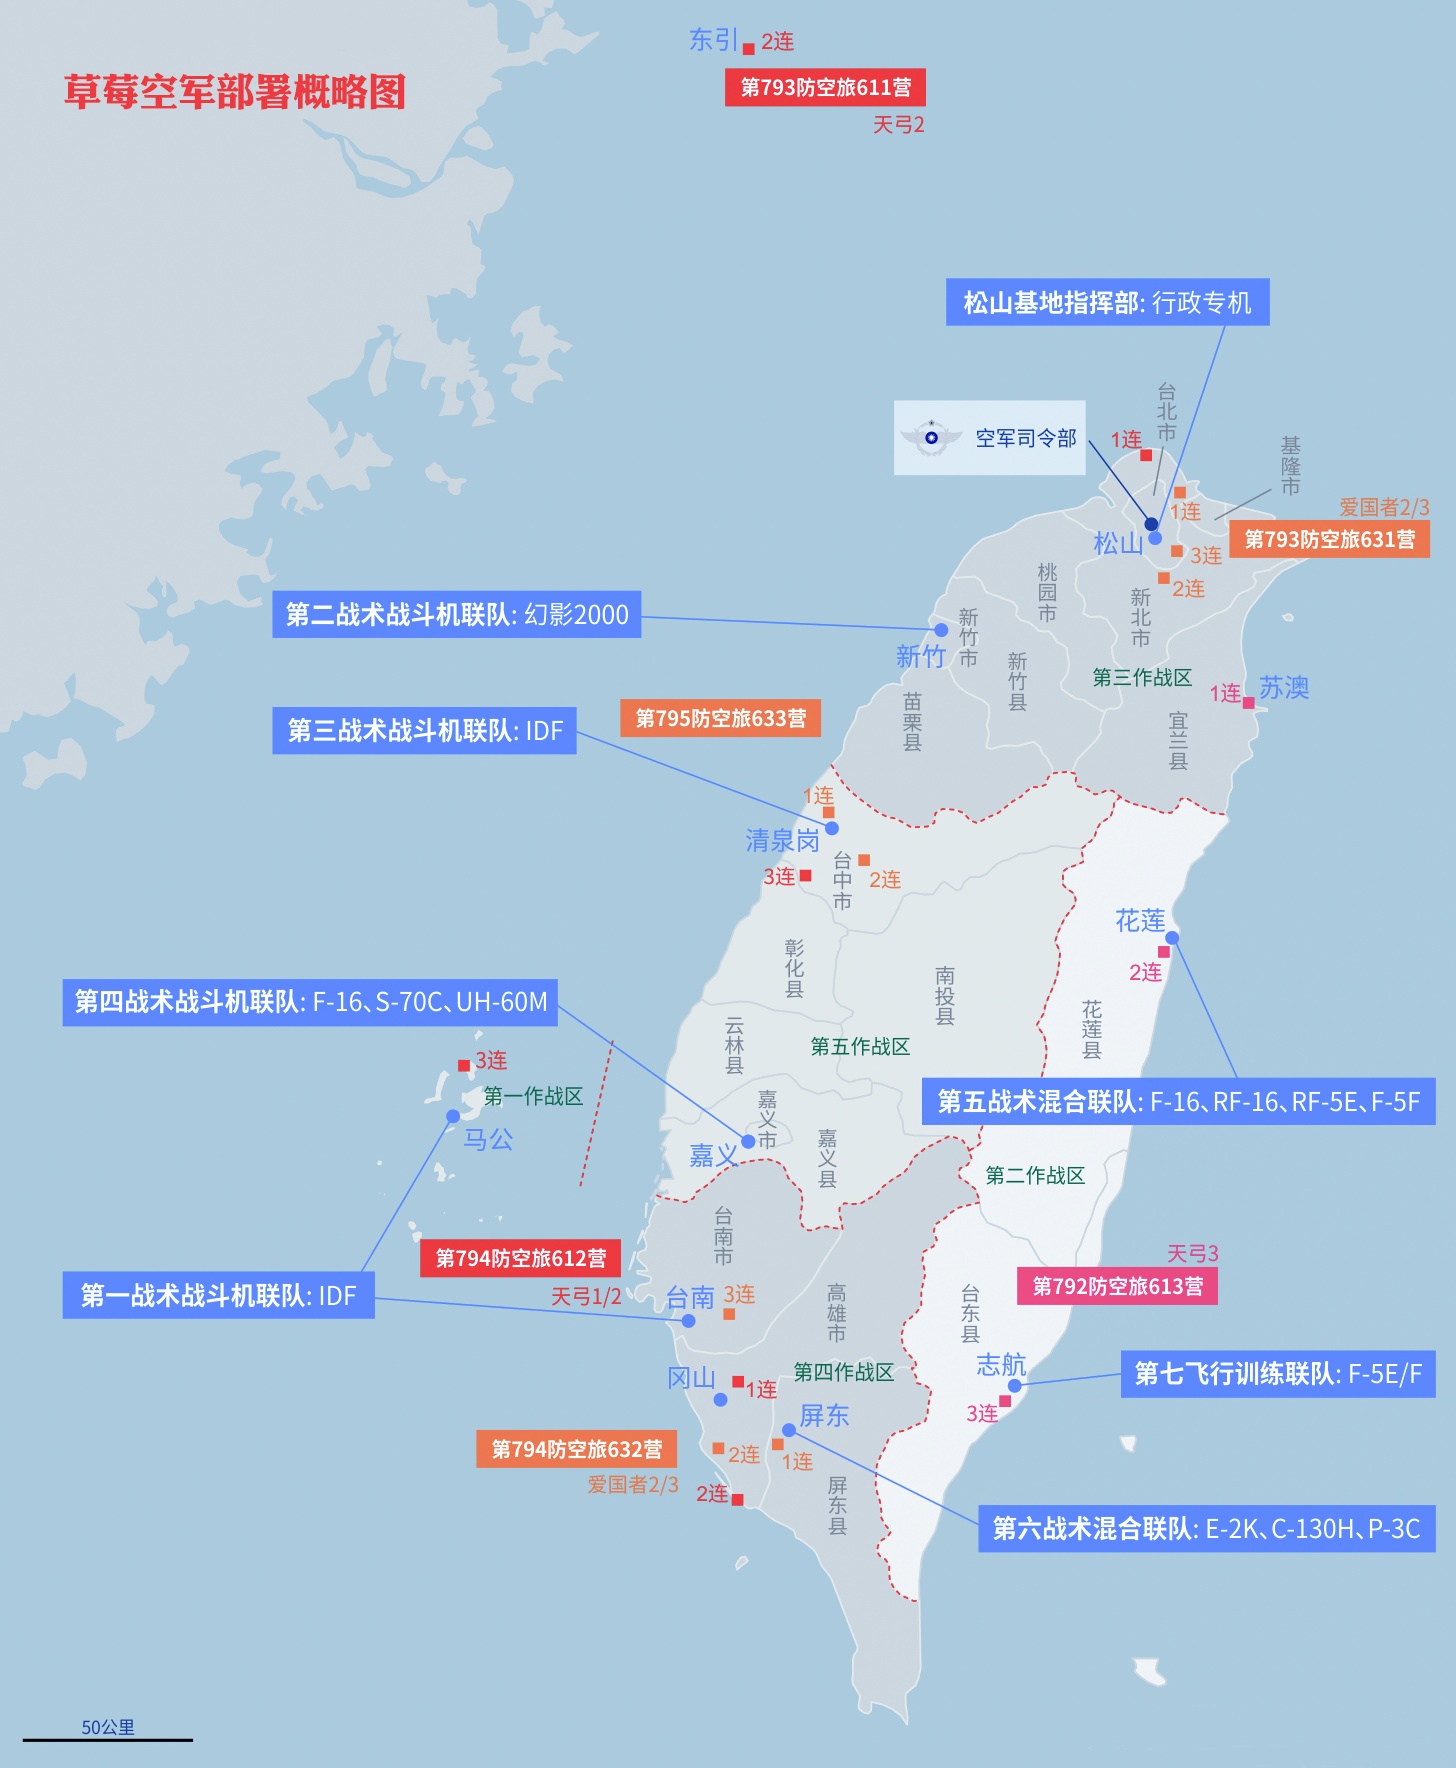 东引
2连
草莓空军部署概略图
第793防空旅611营
天弓2
松山基地指挥部: 行政专机
台北市
空军司令部
1连
基隆市
爱国者2/3
1连
第793防空旅631营
松山
3连
桃园市
2连
新北市
第二战术战斗机联队: 幻影2000
新竹市
新竹
新竹县
第三作战区
1连
苏澳
苗栗县
宜兰县
第795防空旅633营
第三战术战斗机联队: IDF
1连
清泉岗
台中市
3连
2连
花莲
2连
彰化县
南投县
第四战术战斗机联队: F-16、S-70C、UH-60M
花莲县
云林县
第五作战区
3连
第一作战区
嘉义市
第五战术混合联队: F-16、RF-16、RF-5E、F-5F
马公
嘉义
嘉义县
第二作战区
台南市
第794防空旅612营
天弓3
第792防空旅613营
第一战术战斗机联队: IDF
天弓1/2
台南
3连
高雄市
台东县
志航
第七飞行训练联队: F-5E/F
冈山
1连
第四作战区
3连
屏东
第794防空旅632营
2连
1连
爱国者2/3
2连
屏东县
第六战术混合联队: E-2K、C-130H、P-3C
50公里